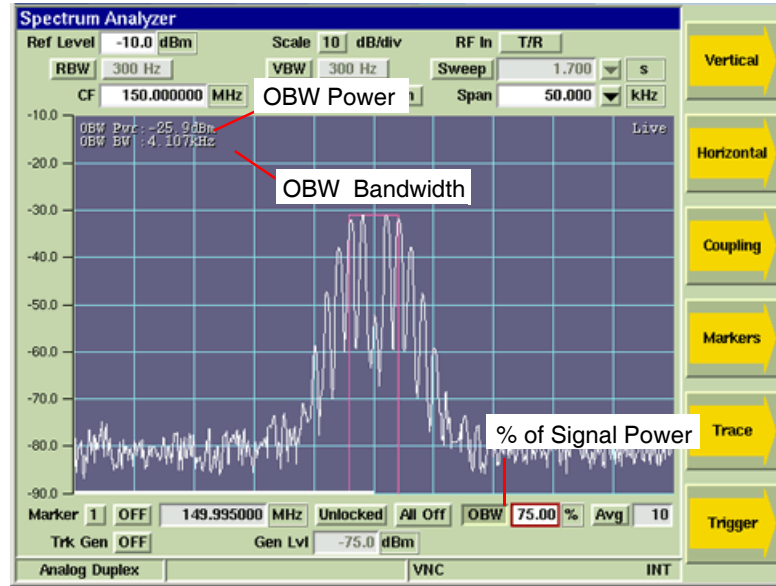 Spectrum Analyzer
Ref Level -10.0 dBm Scale 10 dB/div RF In T/R
RBW 300 Hz VBW 300 Hz Sweep 1.700 s
CF 150.000000 MHz Span 50.000 kHz
OBW Power
-10.0
OBW Pwr:-25.9dBm
OBW BW :4.107kHz
Live
-20.0
OBW Bandwidth
-30.0
-40.0
-50.0
-60.0
-70.0
% of Signal Power
-80.0
-90.0
Marker 1 OFF 149.995000 MHz Unlocked All Off OBW 75.00 % Avg 10
Trk Gen OFF Gen Lvl -75.0 dBm
Analog Duplex VNC INT
Vertical
Horizontal
Coupling
Markers
Trace
Trigger